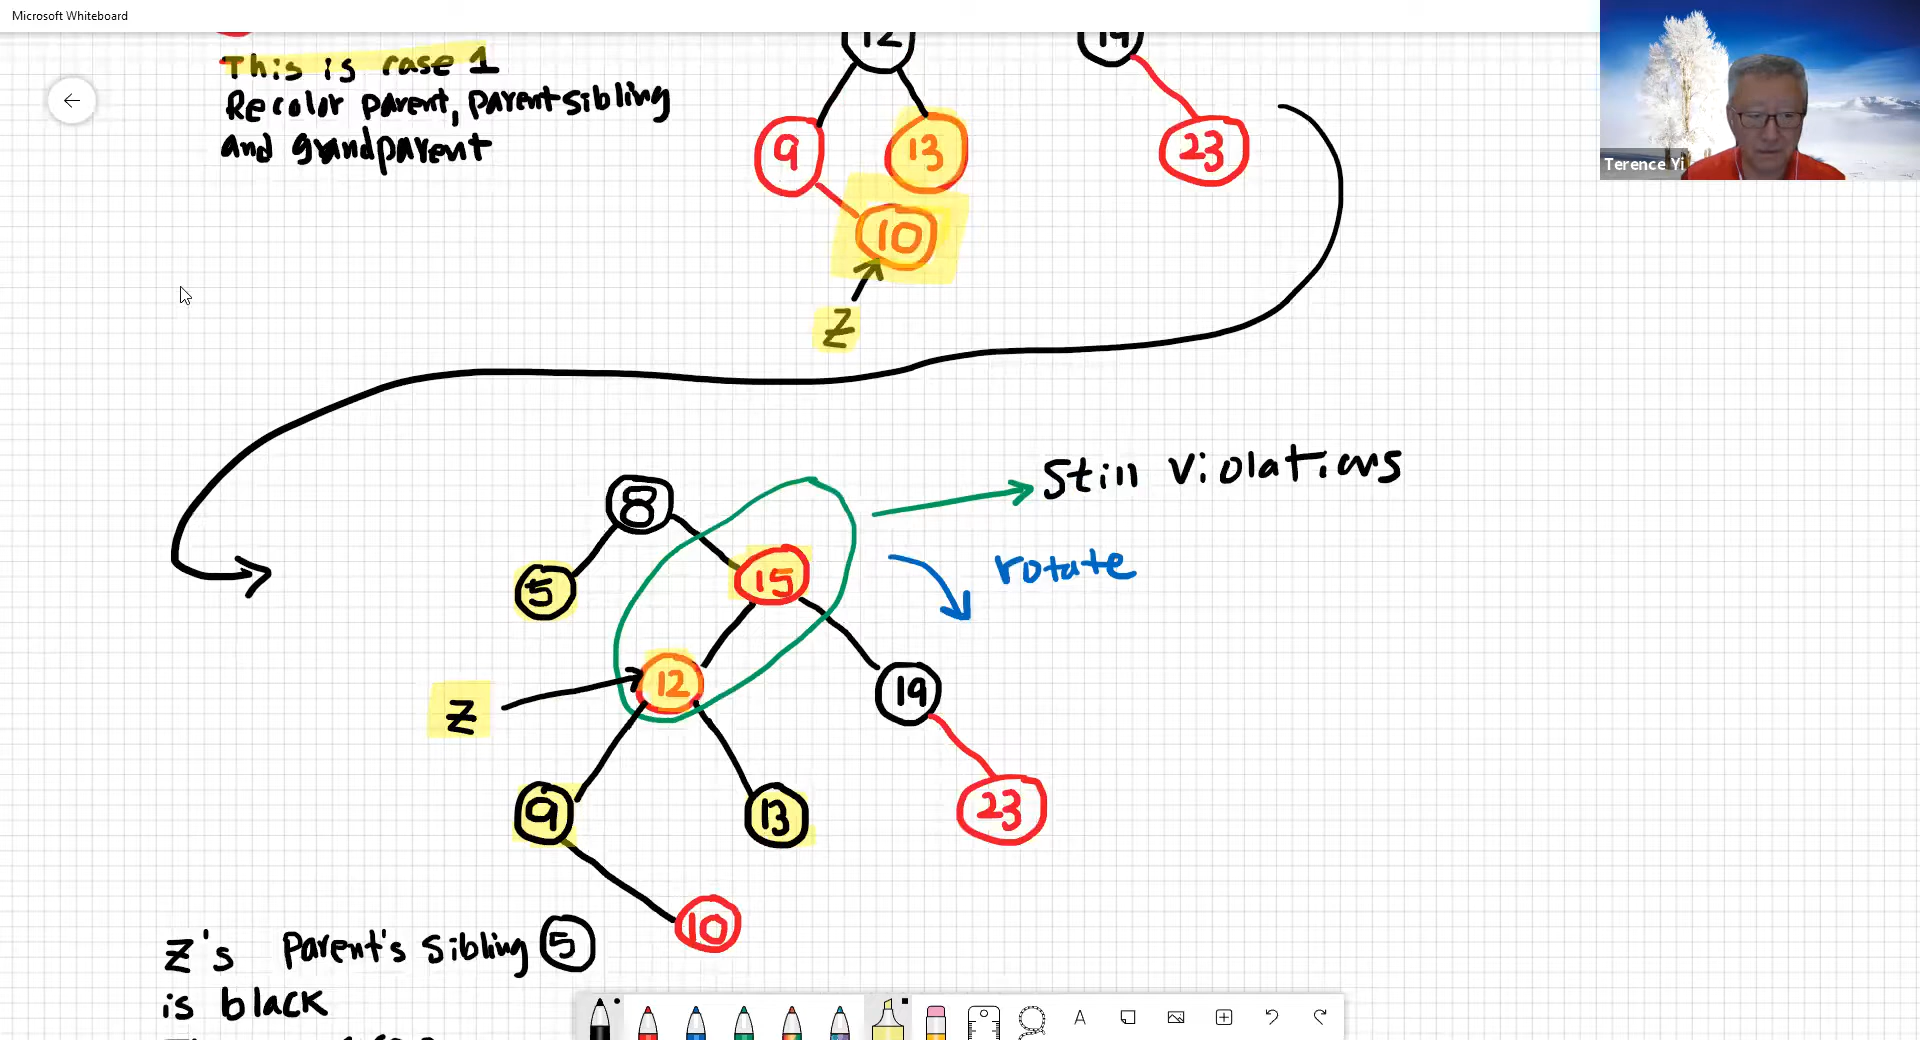 Microsoft Whiteboard
This is case 1
Recolor parent, parent sibling
and grandparent
12
19
9
13
23
10
Z
Terence Yi
Still violations
rotate
8
5
15
Z
12
19
9
13
23
10
Z's parent's sibling 5
is black